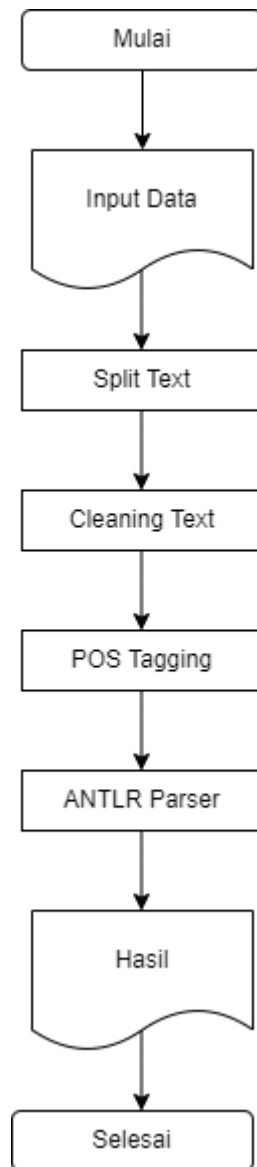 Mulai
Input Data
Split Text
Cleaning Text
POS Tagging
ANTLR Parser
Hasil
Selesai